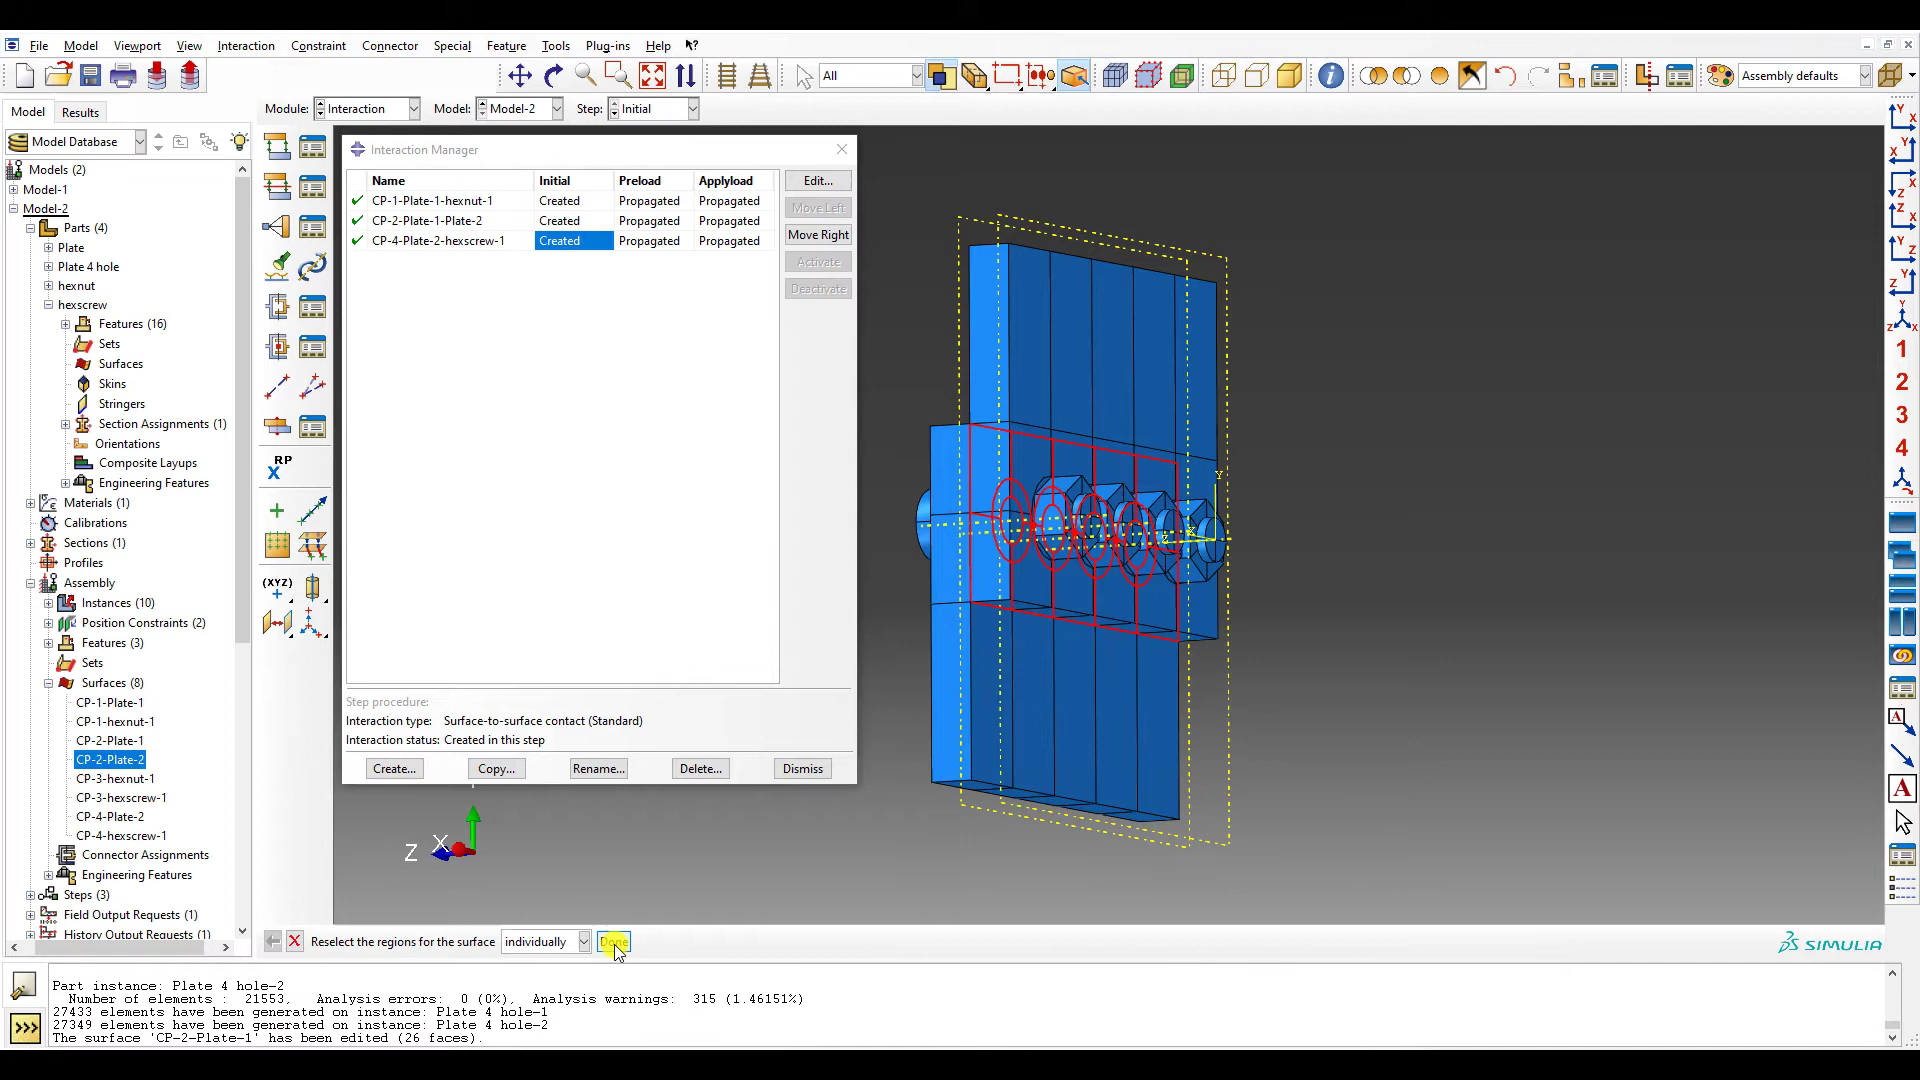 File Model Viewport View Interaction Constraint Connector Special Feature Tools Plug-ins Help
All
Assembly defaults
Model Results
Module: Interaction Model: Model-2 Step: Initial
Model Database
Models (2)
Model-1
Model-2
Parts (4)
Plate
Plate 4 hole
hexnut
hexscrew
Features (16)
Sets
Surfaces
Skins
Stringers
Section Assignments (1)
Orientations
Composite Layups
Engineering Features
Materials (1)
Calibrations
Sections (1)
Profiles
Assembly
Instances (10)
Position Constraints (2)
Features (3)
Sets
Surfaces (8)
CP-1-Plate-1
CP-1-hexnut-1
CP-2-Plate-1
CP-2-Plate-2
CP-3-hexnut-1
CP-3-hexscrew-1
CP-4-Plate-2
CP-4-hexscrew-1
Connector Assignments
Engineering Features
Steps (3)
Field Output Requests (1)
History Output Requests (1)
RP
(XYZ)
Interaction Manager
Name Initial Preload Applyload
CP-1-Plate-1-hexnut-1 Created Propagated Propagated
CP-2-Plate-1-Plate-2 Created Propagated Propagated
CP-4-Plate-2-hexscrew-1 Created Propagated Propagated
Edit...
Move Left
Move Right
Activate
Deactivate
Step procedure:
Interaction type: Surface-to-surface contact (Standard)
Interaction status: Created in this step
Create... Copy... Rename... Delete... Dismiss
Z X
Y
1
2
3
4
A
A
Reselect the regions for the surface individually Done
SIMULIA
Part instance: Plate 4 hole-2
Number of elements : 21553, Analysis errors: 0 (0%), Analysis warnings: 315 (1.46151%)
27433 elements have been generated on instance: Plate 4 hole-1
27349 elements have been generated on instance: Plate 4 hole-2
The surface 'CP-2-Plate-1' has been edited (26 faces).
>>>